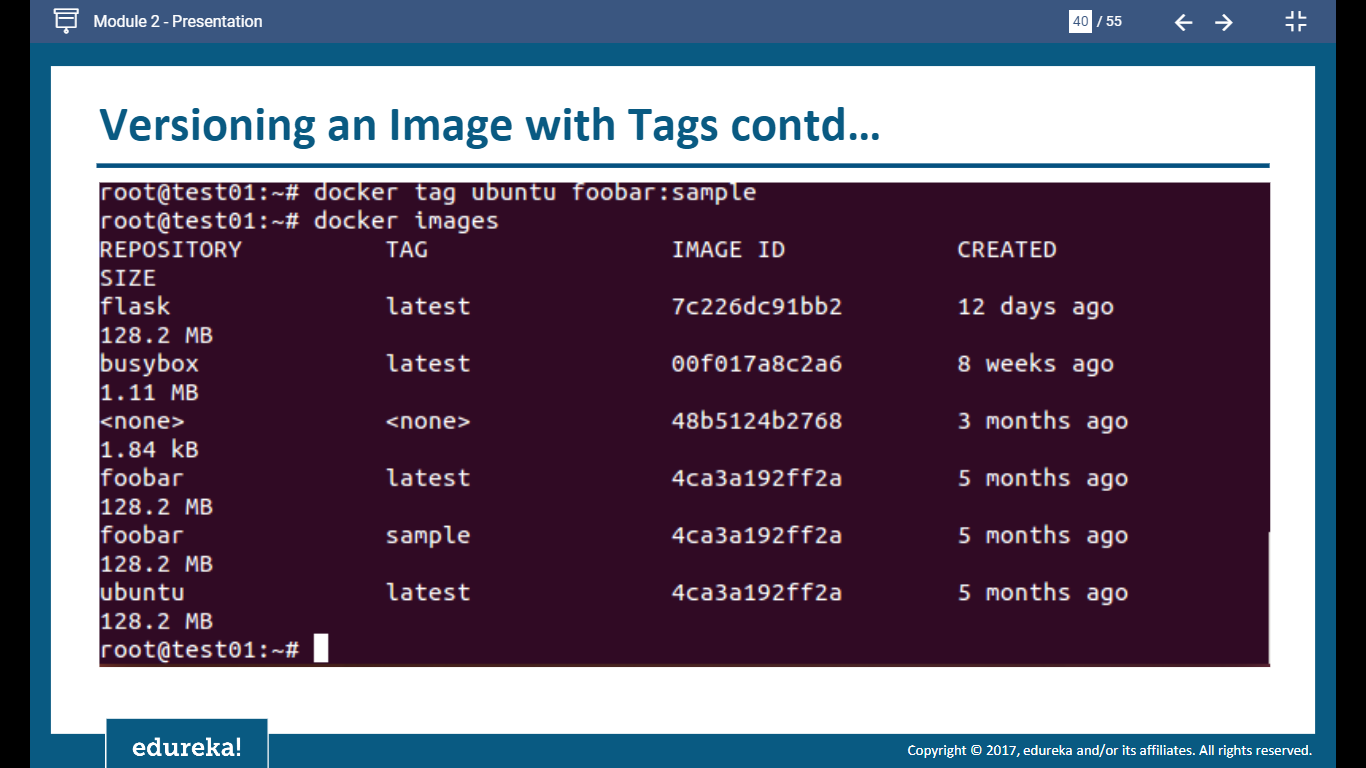 Module 2 - Presentation
40 / 55
Versioning an Image with Tags contd...
root@test01:~# docker tag ubuntu foobar:sample
root@test01:~# docker images
REPOSITORY TAG IMAGE ID CREATED
SIZE
flask latest 7c226dc91bb2 12 days ago
128.2 MB
busybox latest 00f017a8c2a6 8 weeks ago
1.11 MB
<none> <none> 48b5124b2768 3 months ago
1.84 kB
foobar latest 4ca3a192ff2a 5 months ago
128.2 MB
foobar sample 4ca3a192ff2a 5 months ago
128.2 MB
ubuntu latest 4ca3a192ff2a 5 months ago
128.2 MB
root@test01:~#
edureka!
Copyright © 2017, edureka and/or its affiliates. All rights reserved.